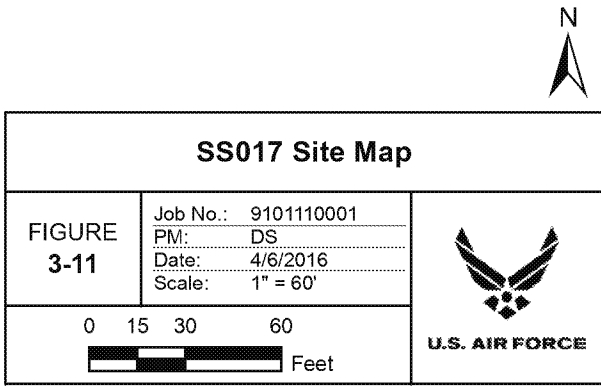 N
SS017 Site Map
FIGURE
3-11
Job No.: 9101110001
PM: DS
Date: 4/6/2016
Scale: 1" = 60'
0 15 30 60
Feet
U.S. AIR FORCE